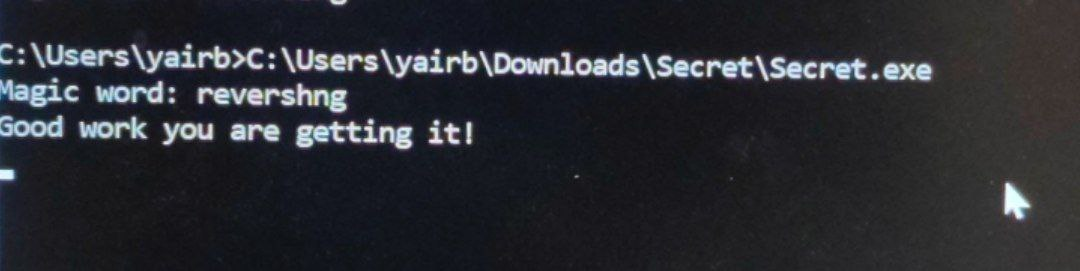 C:\Users\yairb>C:\Users\yairb\Downloads\Secret\Secret.exe
Magic word: revershng
Good work you are getting it!